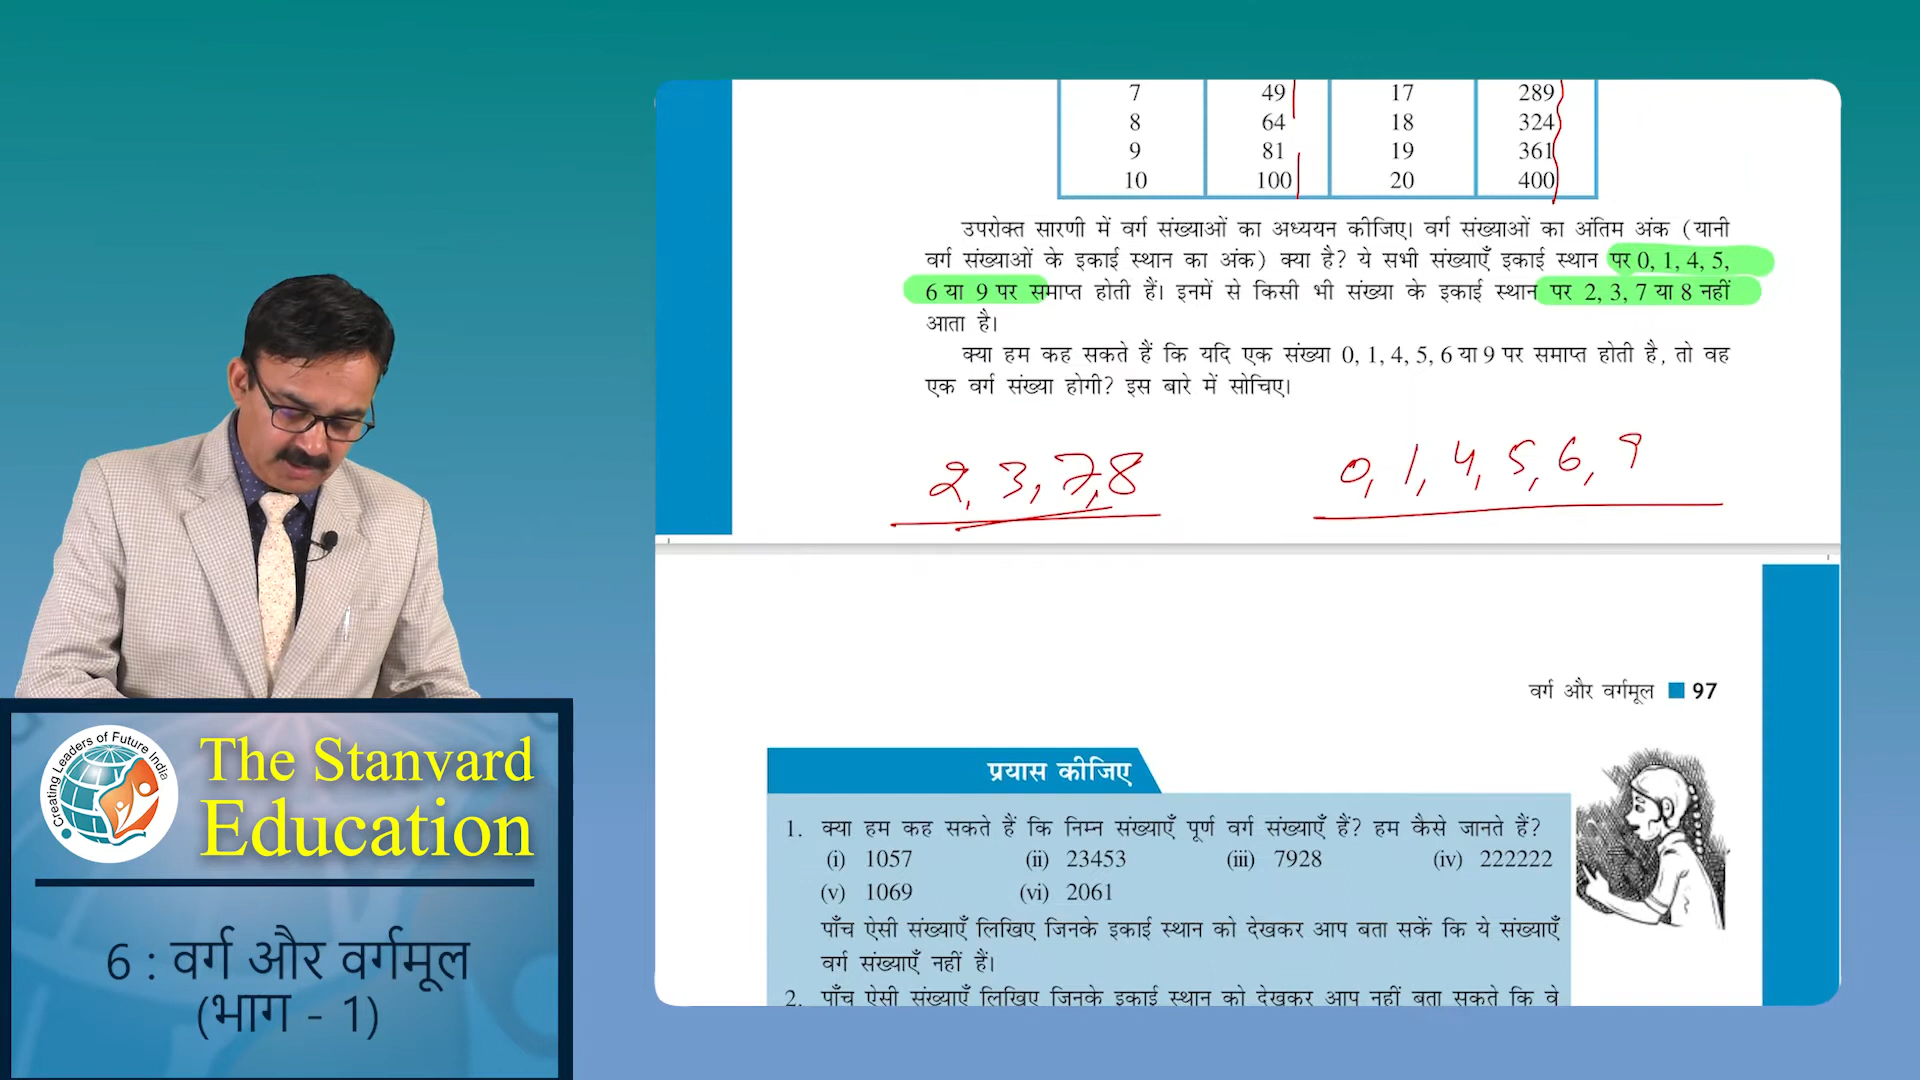 7 49 17 289
8 64 18 324
9 81 19 361
10 100 20 400
उपरोक्त सारणी में वर्ग संख्याओं का अध्ययन कीजिए। वर्ग संख्याओं का अंतिम अंक (यानी
वर्ग संख्याओं के इकाई स्थान का अंक) क्या है? ये सभी संख्याएँ इकाई स्थान पर 0, 1, 4, 5,
6 या 9 पर समाप्त होती हैं। इनमें से किसी भी संख्या के इकाई स्थान पर 2, 3, 7 या 8 नहीं
आता है।
क्या हम कह सकते हैं कि यदि एक संख्या 0, 1, 4, 5, 6 या 9 पर समाप्त होती है, तो वह
एक वर्ग संख्या होगी? इस बारे में सोचिए।
2, 3, 7, 8
0, 1, 4, 5, 6, 9
वर्ग और वर्गमूल 97
प्रयास कीजिए
1. क्या हम कह सकते हैं कि निम्न संख्याएँ पूर्ण वर्ग संख्याएँ हैं? हम कैसे जानते हैं?
(i) 1057 (ii) 23453 (iii) 7928 (iv) 222222
(v) 1069 (vi) 2061
पाँच ऐसी संख्याएँ लिखिए जिनके इकाई स्थान को देखकर आप बता सकें कि ये संख्याएँ
वर्ग संख्याएँ नहीं हैं।
2. पाँच ऐसी संख्याएँ लिखिए जिनके इकाई स्थान को देखकर आप नहीं बता सकते कि वे
Creating Leaders of Future India
The Stanvard
Education
6 : वर्ग और वर्गमूल
(भाग - 1)